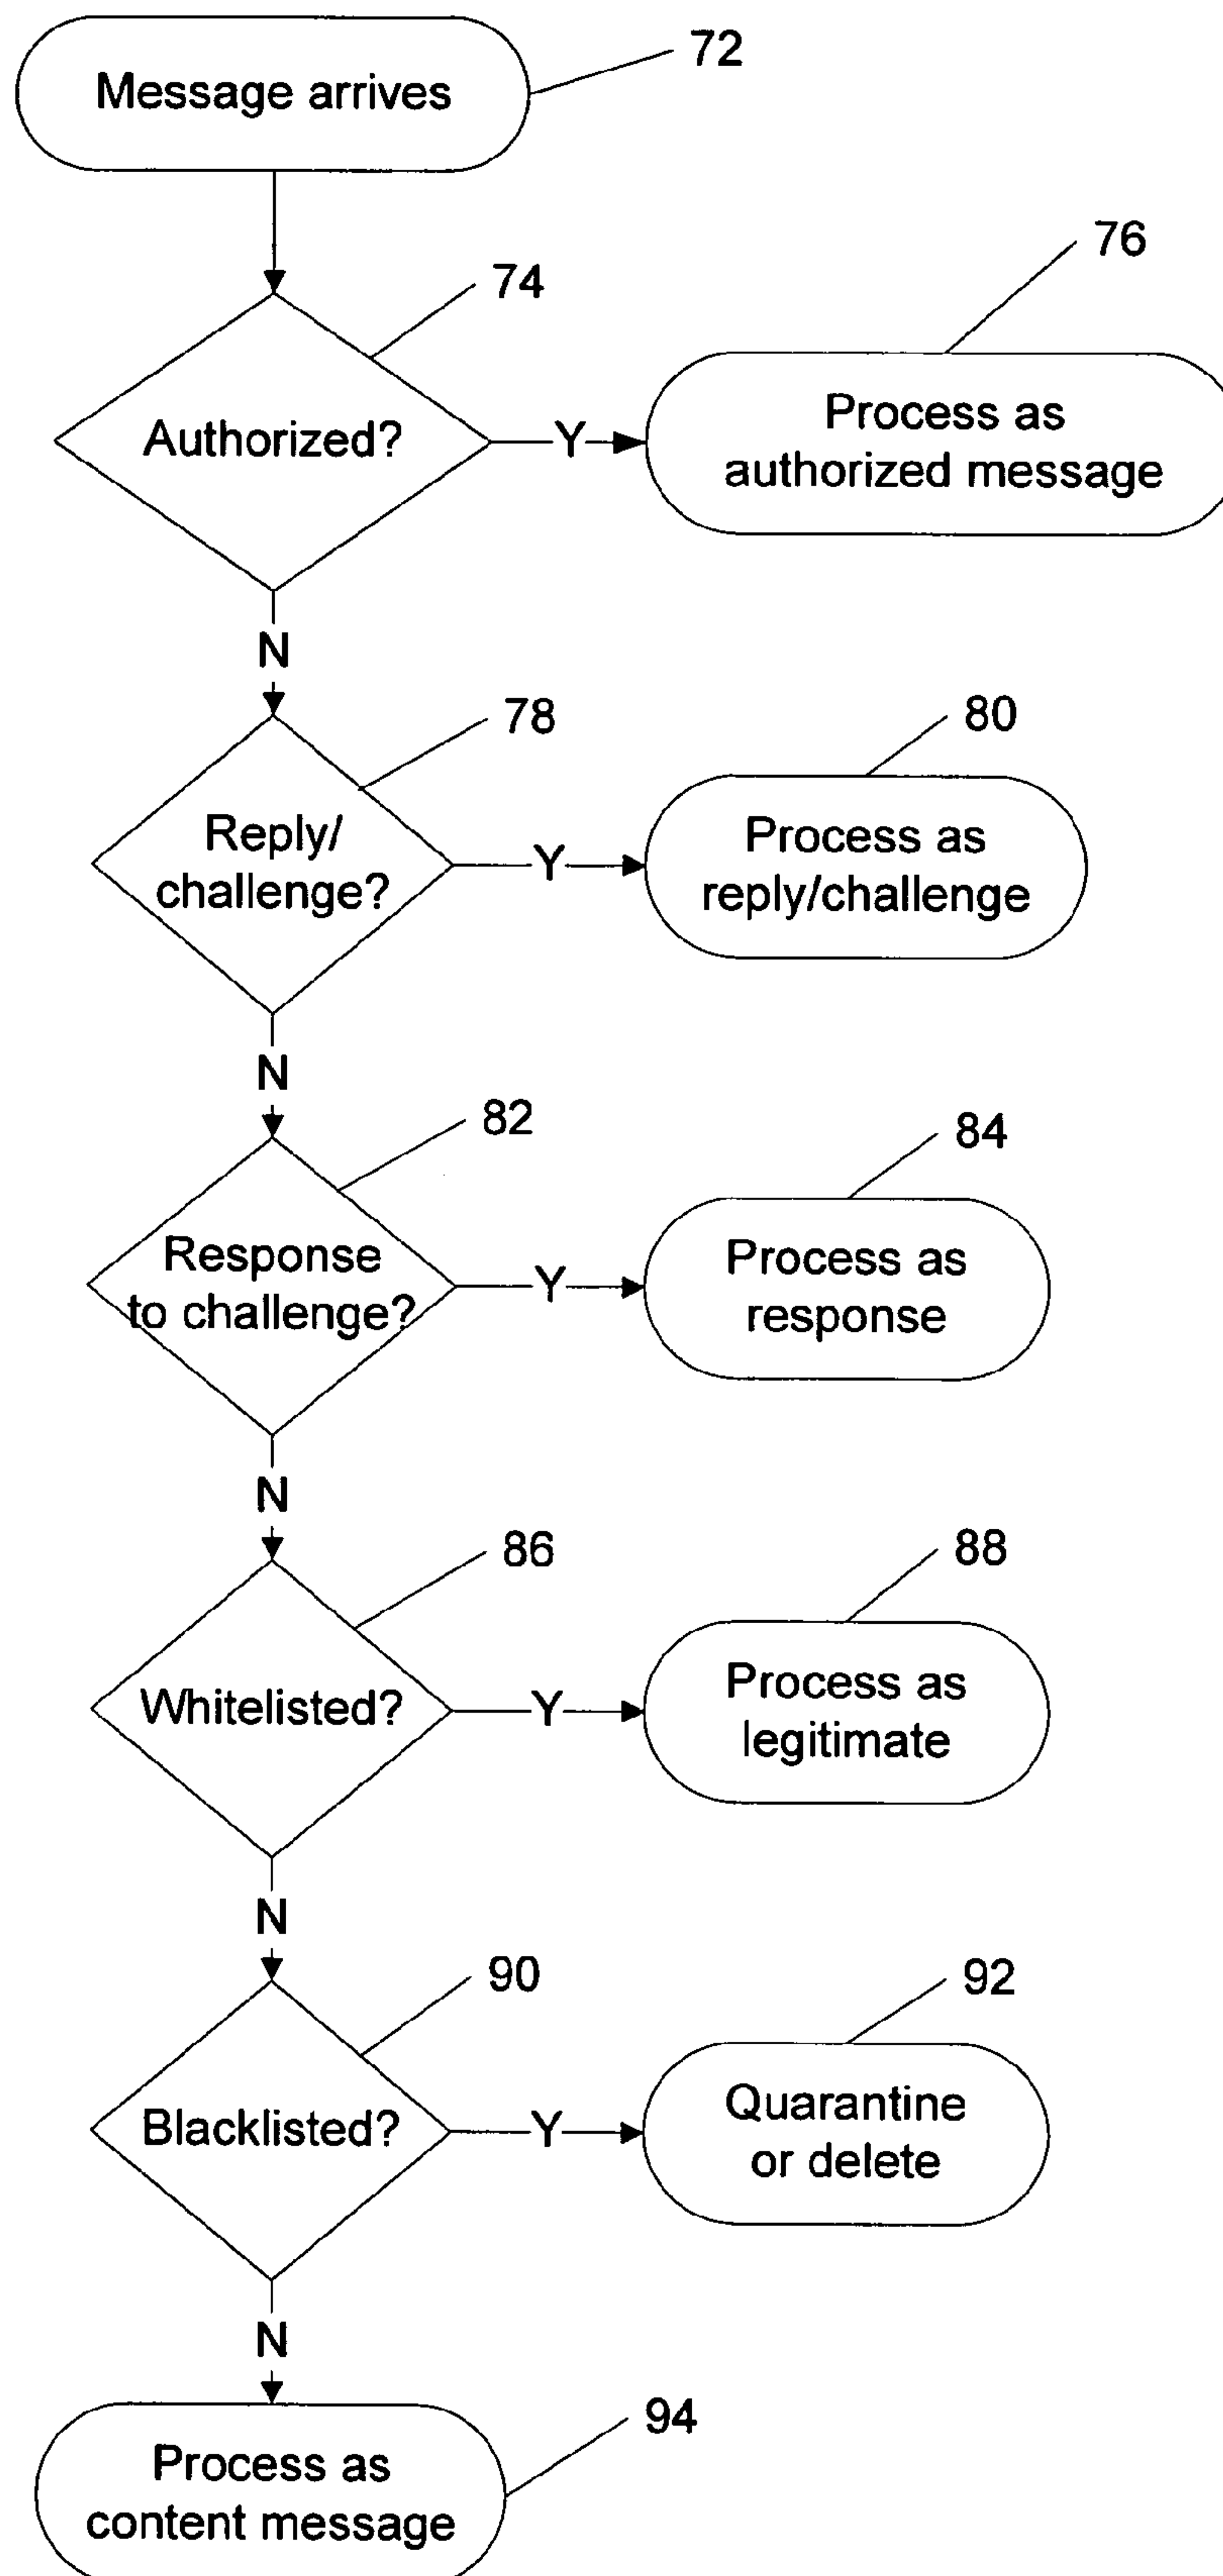 Message arrives
72
74
76
Authorized?
Y
Process as
authorized message
N
78
80
Reply/
challenge?
Y
Process as
reply/challenge
N
82
84
Response
to challenge?
Y
Process as
response
N
86
88
Whitelisted?
Y
Process as
legitimate
N
90
92
Blacklisted?
Y
Quarantine
or delete
N
94
Process as
content message